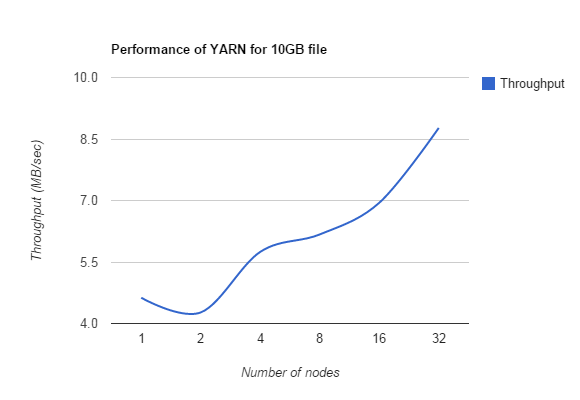 Performance of YARN for 10GB file
10.0
8.5
7.0
5.5
4.0
Throughput (MB/sec)
1 2 4 8 16 32
Number of nodes
Throughput